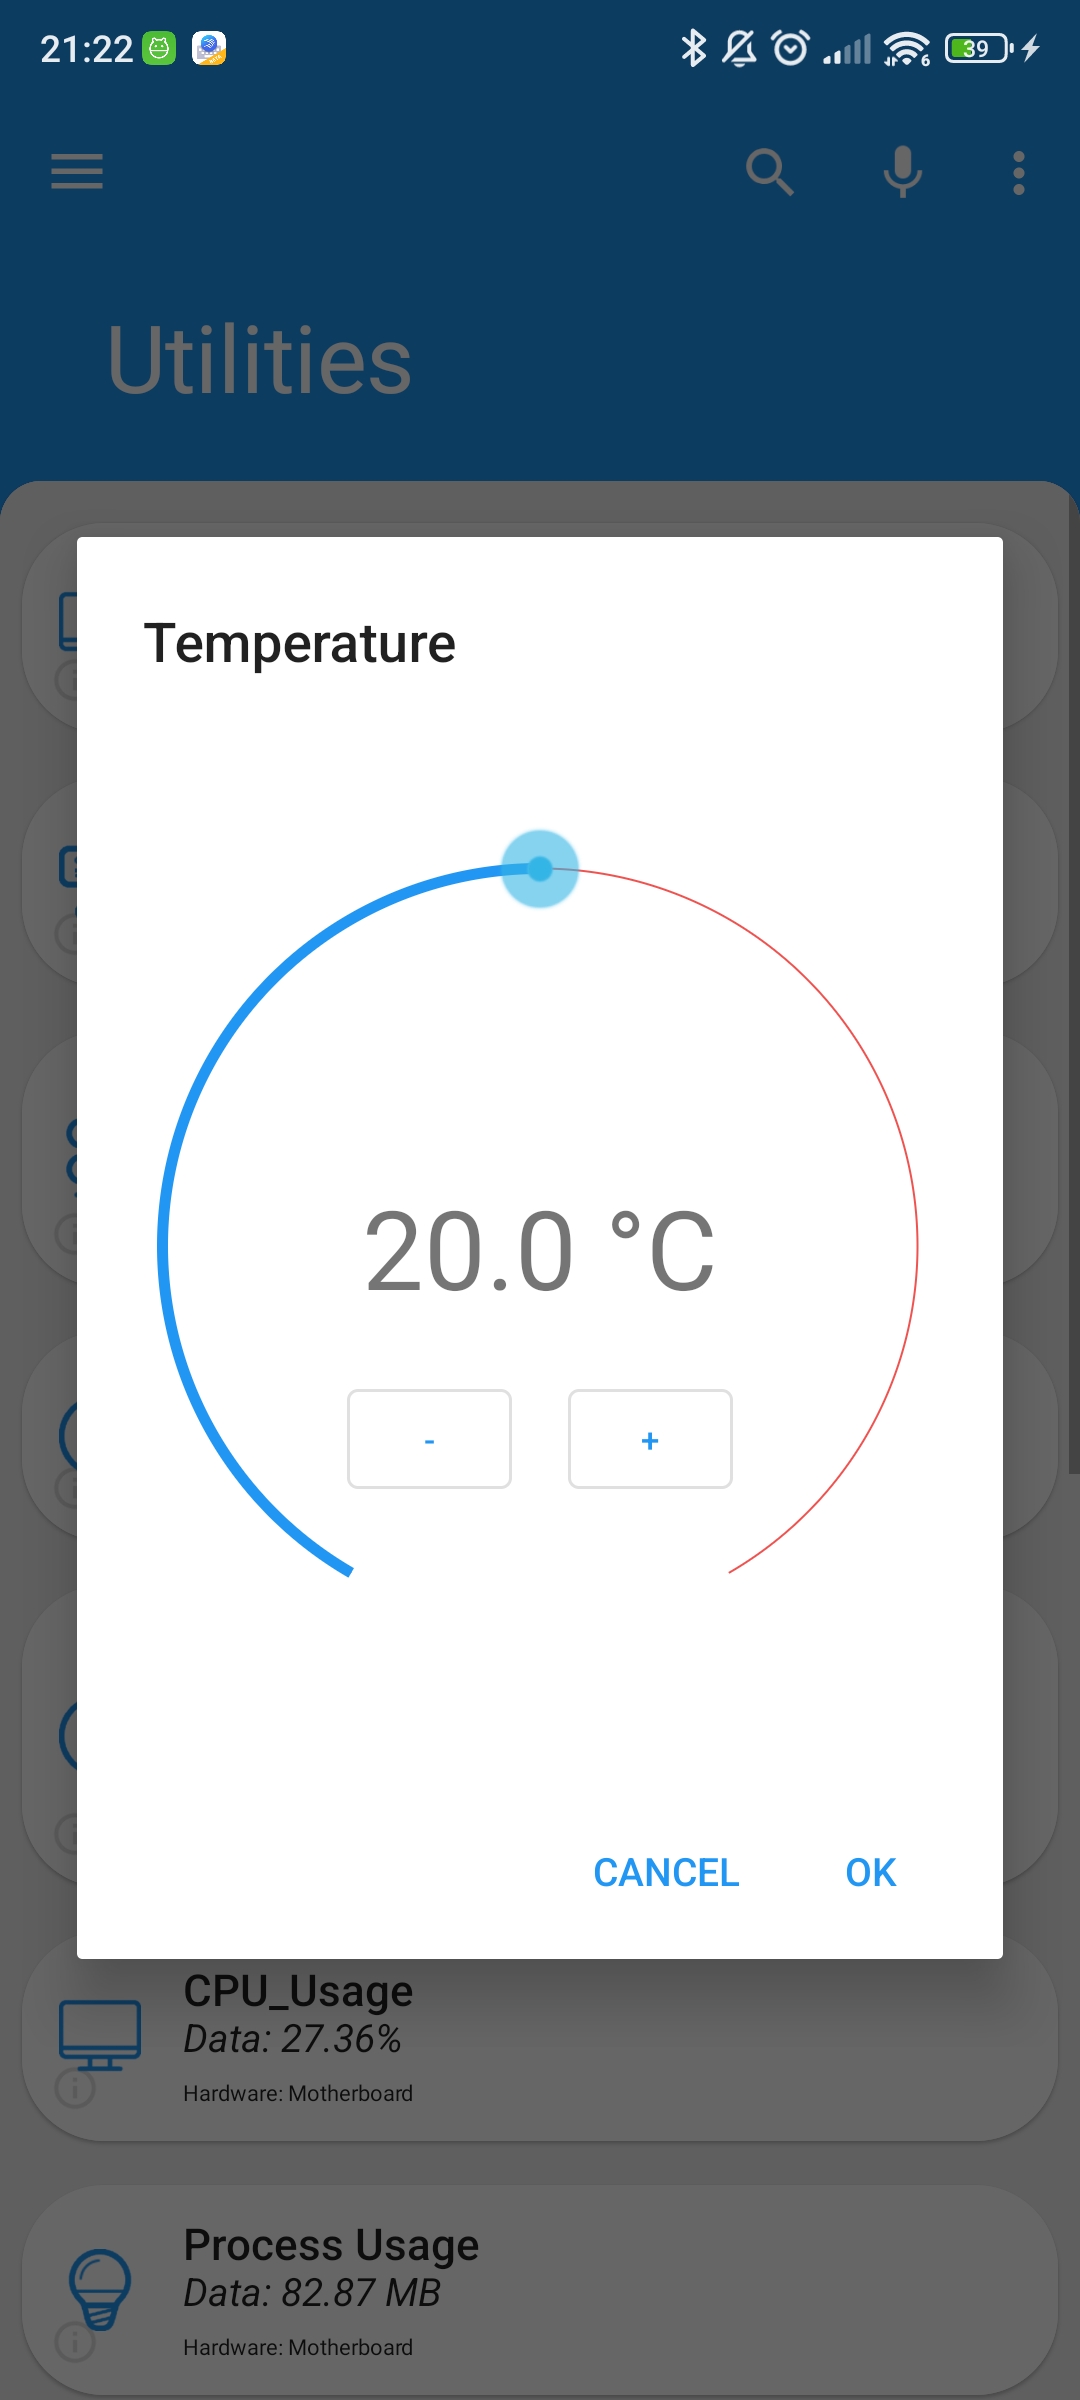 21:22
6
39
Utilities
Temperature
20.0 °C
-
+
CANCEL
OK
CPU_Usage
Data: 27.36%
Hardware: Motherboard
Process Usage
Data: 82.87 MB
Hardware: Motherboard